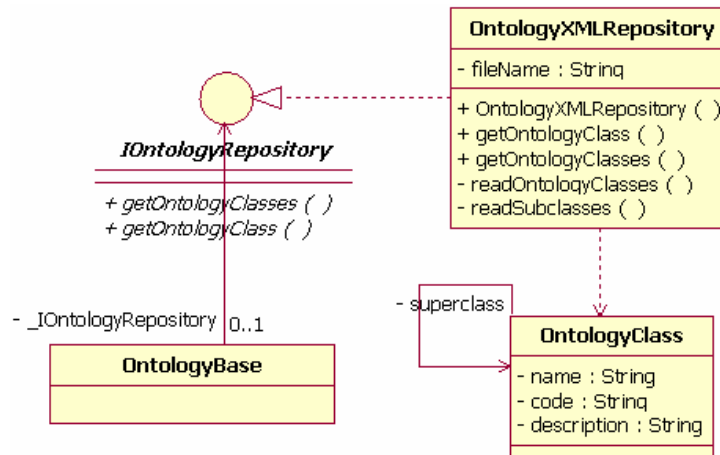 OntologyXMLRepository
- fileName : String
+ OntologyXMLRepository ( )
+ getOntologyClass ( )
+ getOntologyClasses ( )
- readOntologyClasses ( )
- readSubclasses ( )
IOntologyRepository
+ getOntologyClasses ( )
+ getOntologyClass ( )
- _IOntologyRepository
0..1
OntologyBase
- superclass
OntologyClass
- name : String
- code : String
- description : String